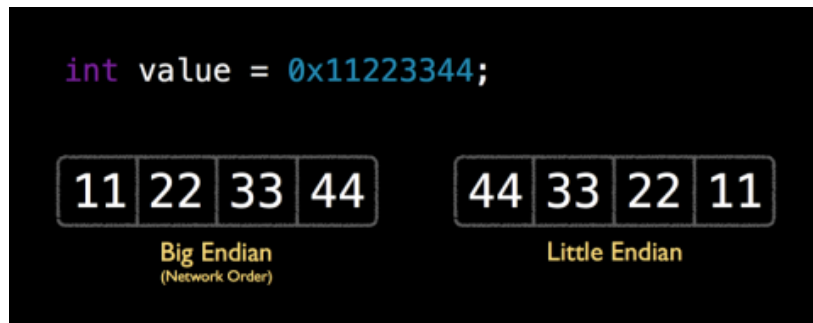 int value = 0x11223344;
11 22 33 44
44 33 22 11
Big Endian
(Network Order)
Little Endian